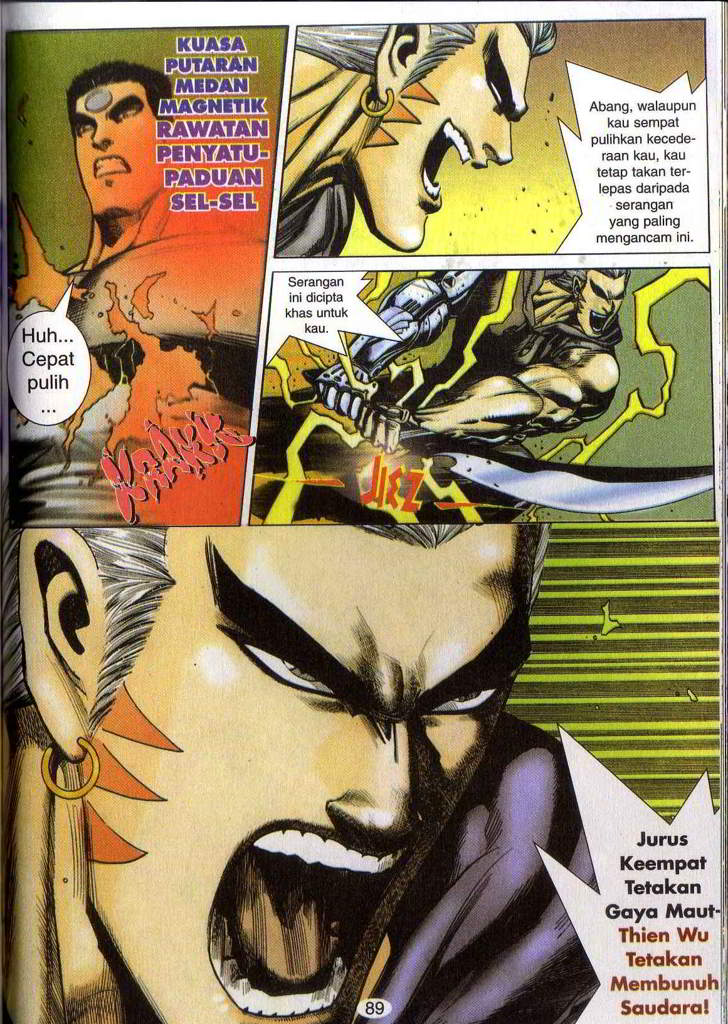 KUASA
PUTARAN
MEDAN
MAGNETIK
RAWATAN
PENYATU-
PADUAN
SEL-SEL
Huh...
Cepat
pulih
...
KRAKK
Abang, walaupun
kau sempat
pulihkan kecede-
raan kau, kau
tetap takan ter-
lepas daripada
serangan
yang paling
mengancam ini.
Serangan
ini dicipta
khas untuk
kau.
Jurus
Keempat
Tetakan
Gaya Maut-
Thien Wu
Tetakan
Membunuh
Saudara!
89